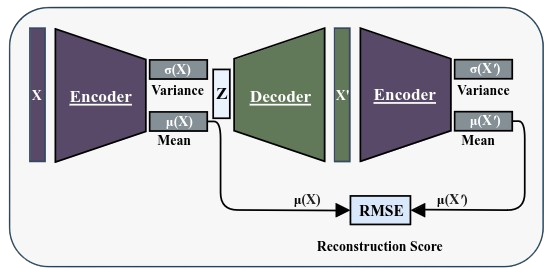 X
Encoder
σ(X)
Variance
μ(X)
Mean
Z
Decoder
X'
Encoder
σ(X′)
Variance
μ(X′)
Mean
μ(X)
RMSE
μ(X′)
Reconstruction Score